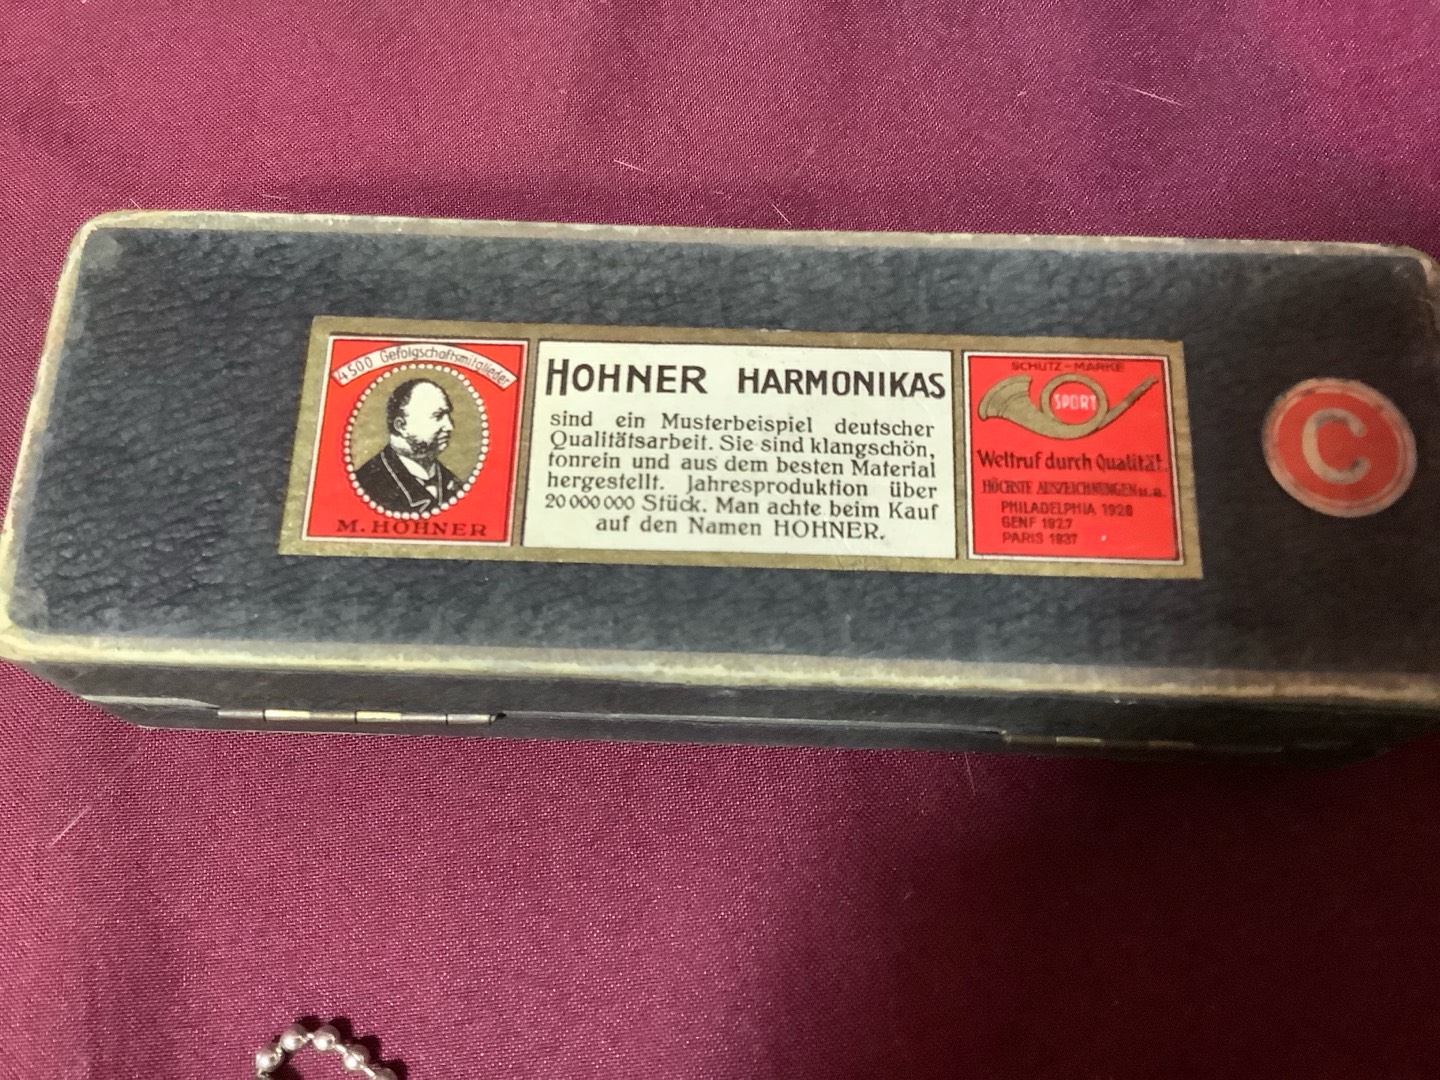 4500 Gefolgschaftsmitglieder
M. HOHNER
HOHNER HARMONIKAS
sind ein Musterbeispiel deutscher
Qualitätsarbeit. Sie sind klangschön,
tonrein und aus dem besten Material
hergestellt. Jahresproduktion über
20 000 000 Stück. Man achte beim Kauf
auf den Namen HOHNER.
SCHUTZ-MARKE
SPORT
Weltruf durch Qualität.
HÖCHSTE AUSZEICHNUNGEN u. a.
PHILADELPHIA 1926
GENF 1927
PARIS 1937
C